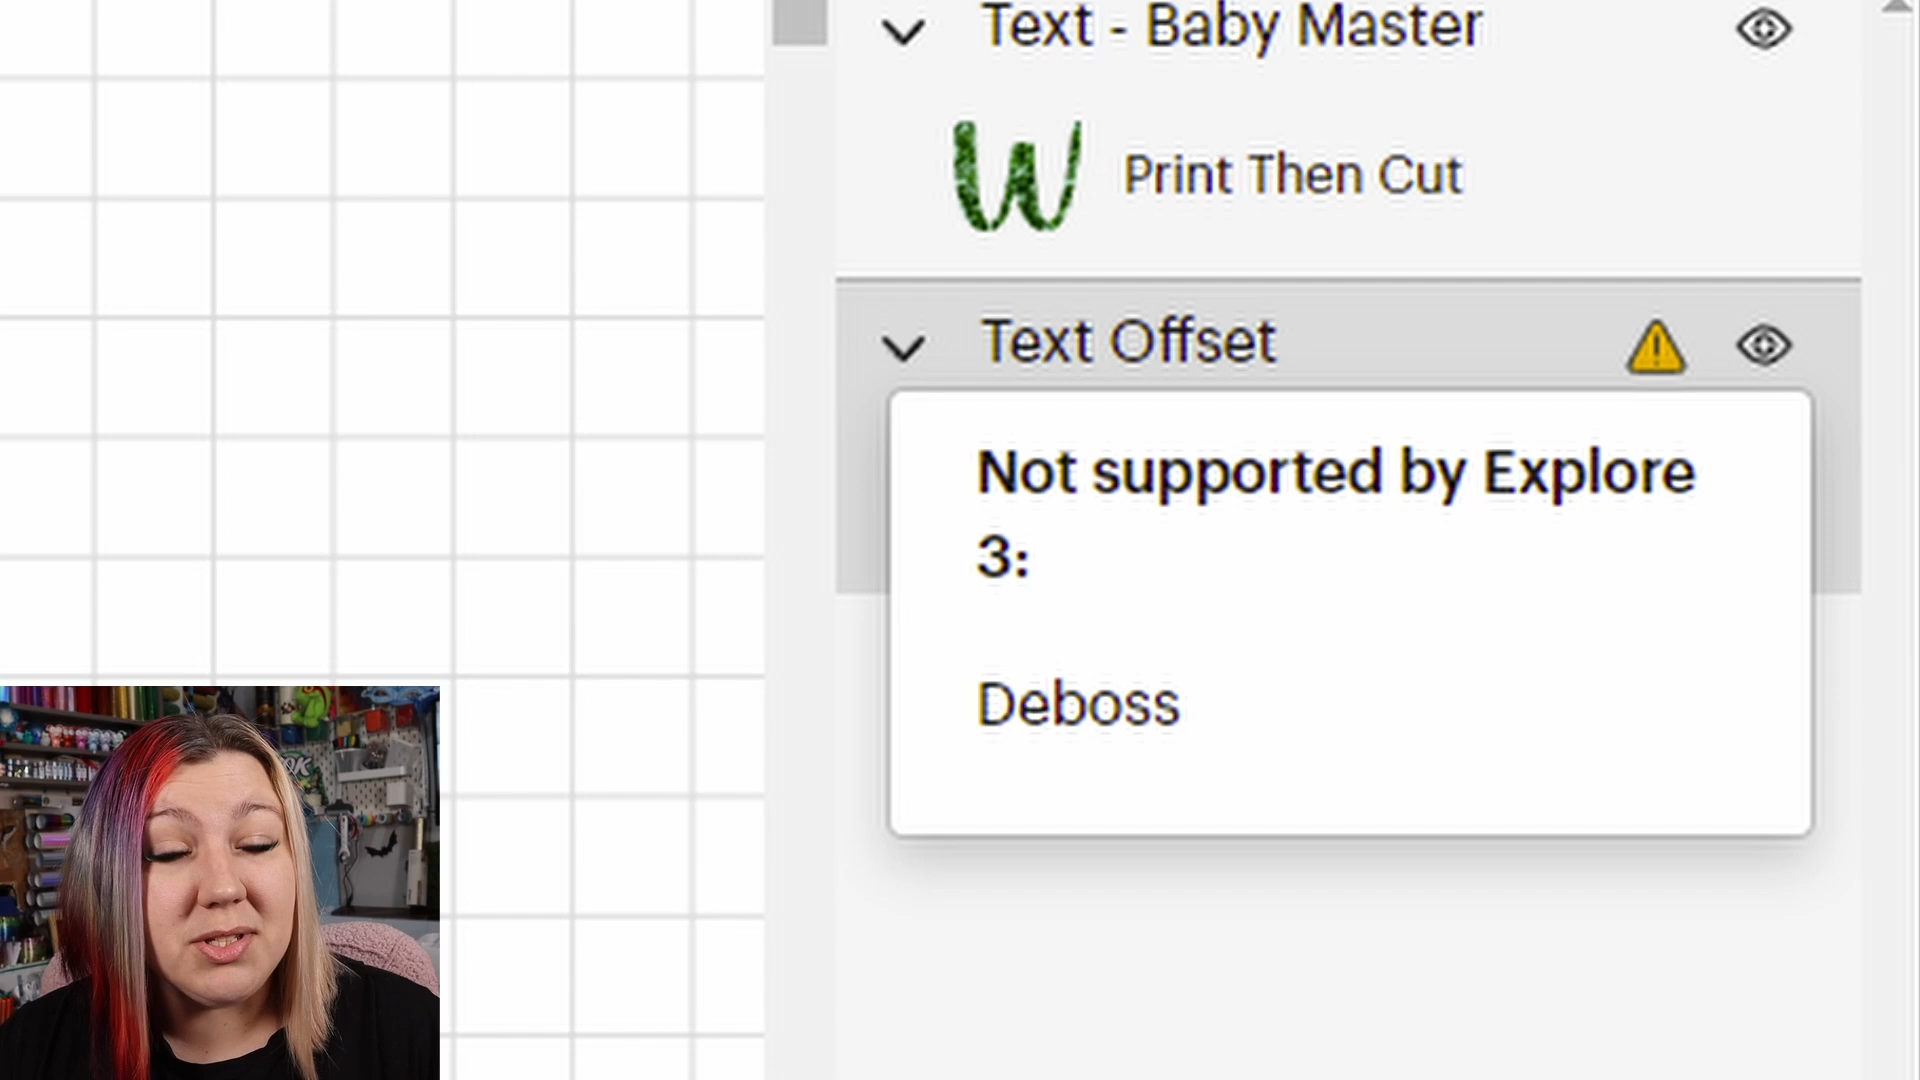 Text - Baby Master
W
Print Then Cut
Text Offset
Not supported by Explore
3:
Deboss